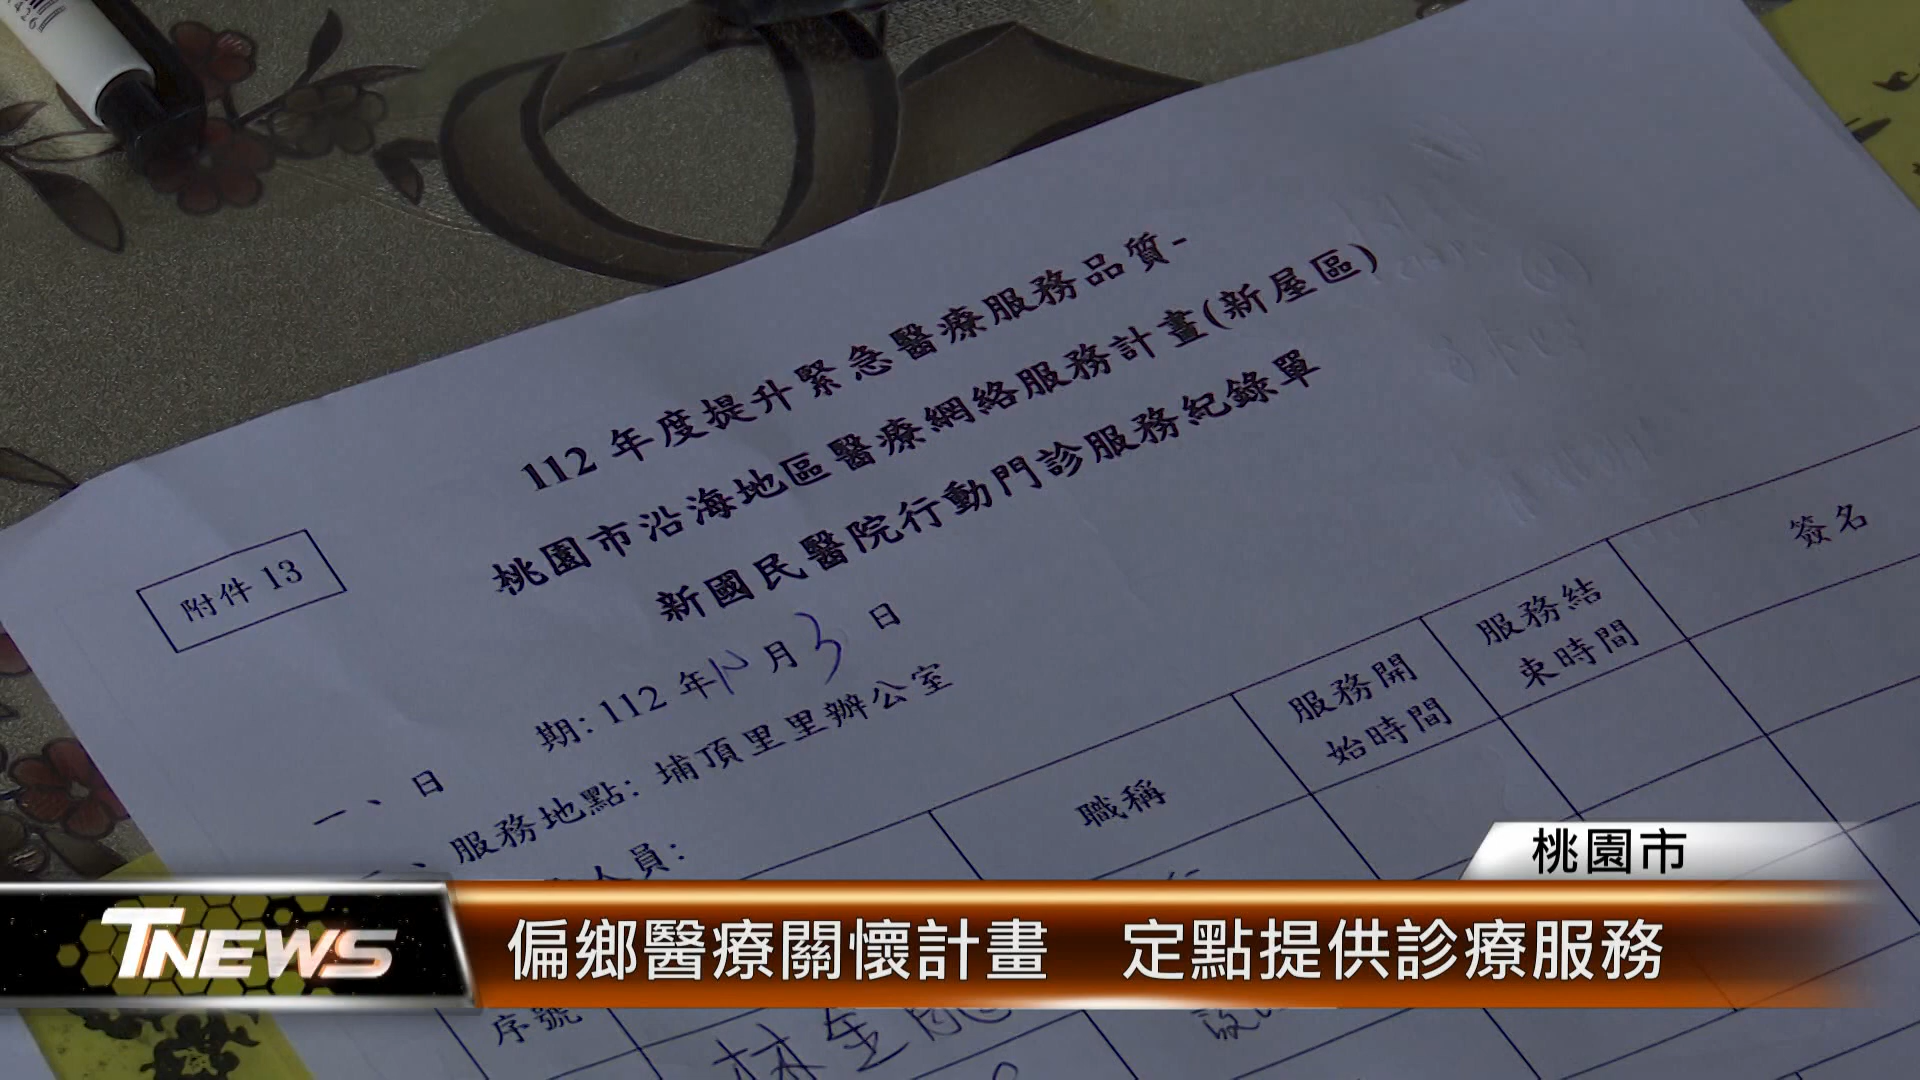 112 年度提升緊急醫療服務品質-
桃園市沿海地區醫療網絡服務計畫(新屋區)
新國民醫院行動門診服務紀錄單
附件 13
一、日 期: 112 年12月3日
、服務地點: 埔頂里里辦公室
人員:
職稱
服務開
始時間
服務結
束時間
簽名
序號
桃園市
TNEWS
偏鄉醫療關懷計畫 定點提供診療服務